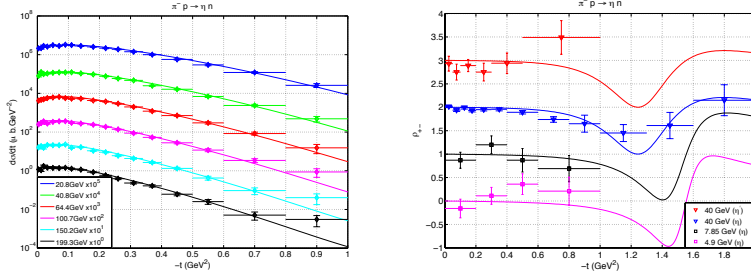 π⁻ p → η n
dσ/dt (μ b.GeV⁻²)
10⁸
10⁶
10⁴
10²
10⁰
10⁻²
10⁻⁴
20.8GeV x10⁵
40.8GeV x10⁴
64.4GeV x10³
100.7GeV x10²
150.2GeV x10¹
199.3GeV x10⁰
0 0.1 0.2 0.3 0.4 0.5 0.6 0.7 0.8 0.9 1
−t (GeV²)
π⁻ p → η n
ρ₊₋
4
3.5
3
2.5
2
1.5
1
0.5
0
−0.5
−1
40 GeV (η)
40 GeV (η)
7.85 GeV (η)
4.9 GeV (η)
0 0.2 0.4 0.6 0.8 1 1.2 1.4 1.6 1.8 2
−t (GeV²)